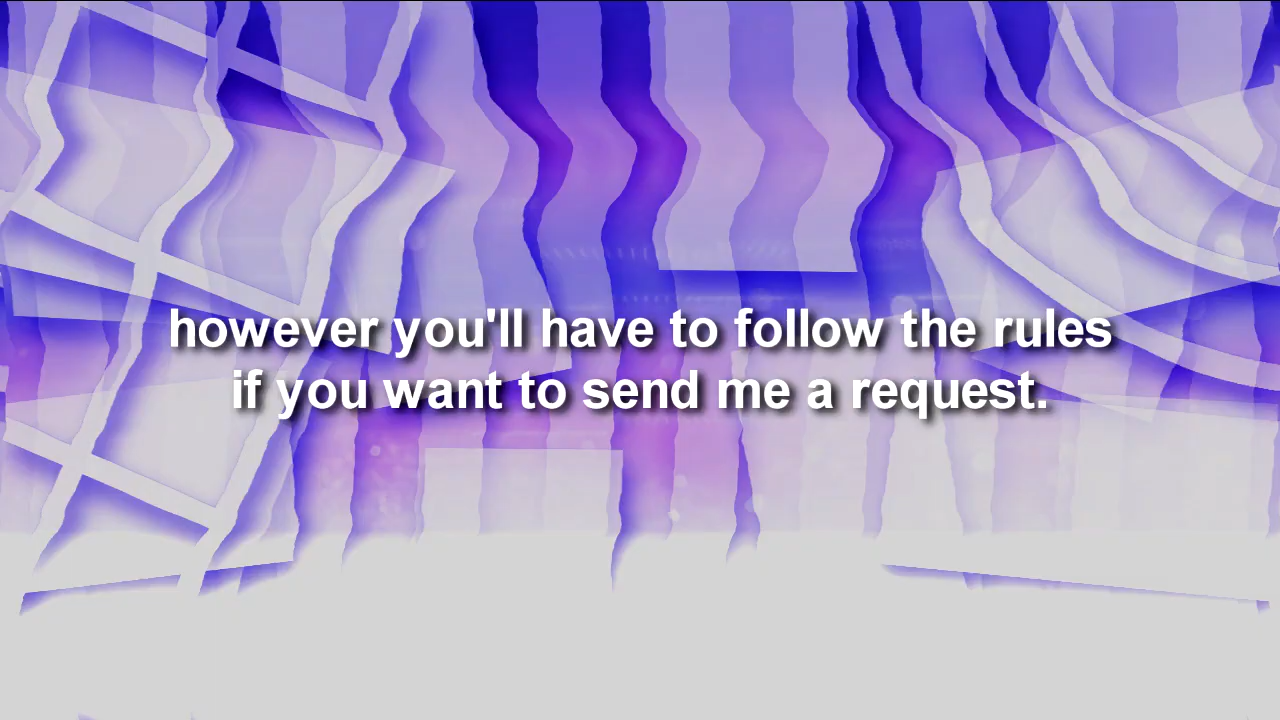 however you'll have to follow the rules
if you want to send me a request.